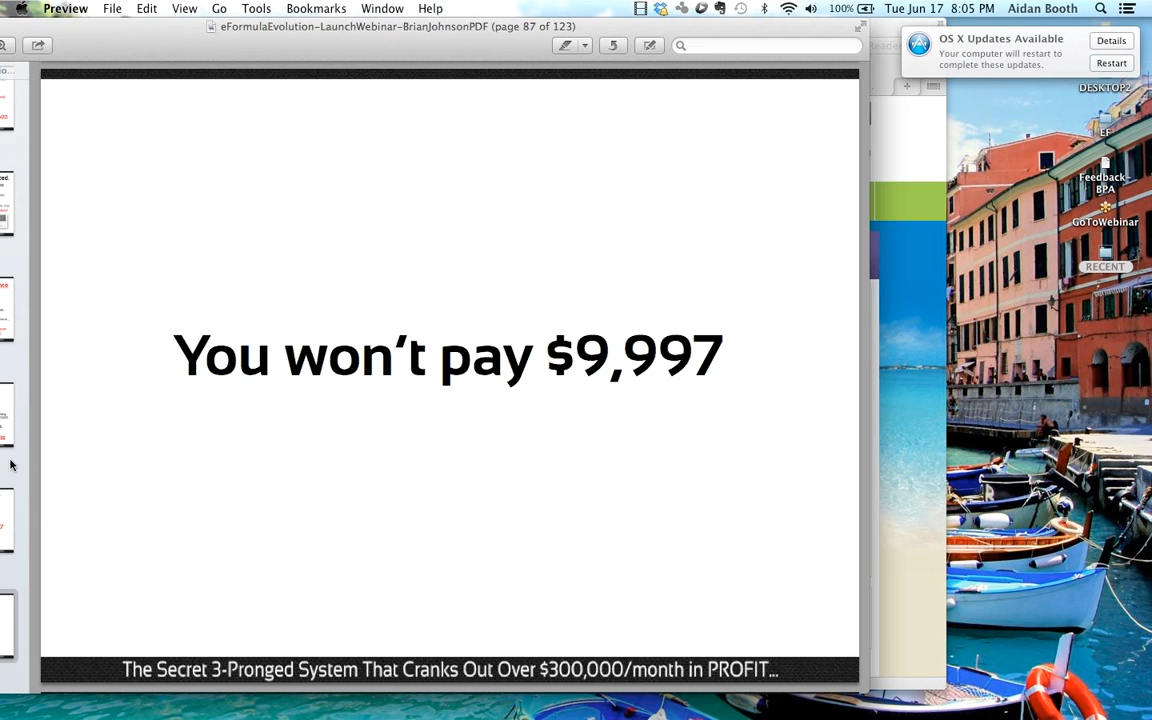 Preview File Edit View Go Tools Bookmarks Window Help 100% Tue Jun 17 8:05 PM Aidan Booth
eFormulaEvolution-LaunchWebinar-BrianJohnsonPDF (page 87 of 123)
OS X Updates Available
Your computer will restart to
complete these updates.
Details
Restart
DESKTOP2
EF
Feedback-
BPA
GoToWebinar
RECENT
You won't pay $9,997
The Secret 3-Pronged System That Cranks Out Over $300,000/month in PROFIT...